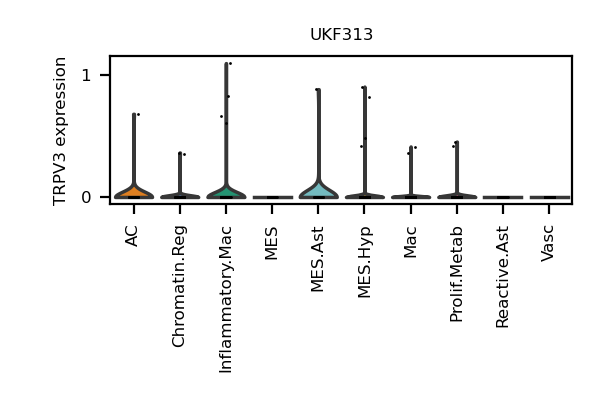 UKF313
TRPV3 expression
1
0
AC
Chromatin.Reg
Inflammatory.Mac
MES
MES.Ast
MES.Hyp
Mac
Prolif.Metab
Reactive.Ast
Vasc